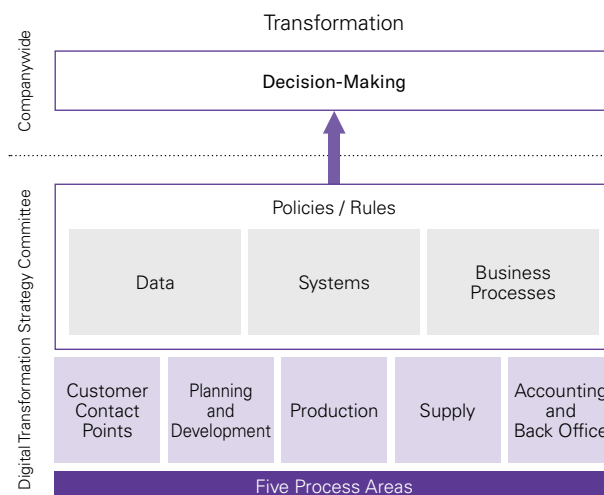 Transformation
Companywide
Decision-Making
Digital Transformation Strategy Committee
Policies / Rules
Data
Systems
Business
Processes
Customer
Contact
Points
Planning
and
Development
Production
Supply
Accounting
and
Back Office
Five Process Areas